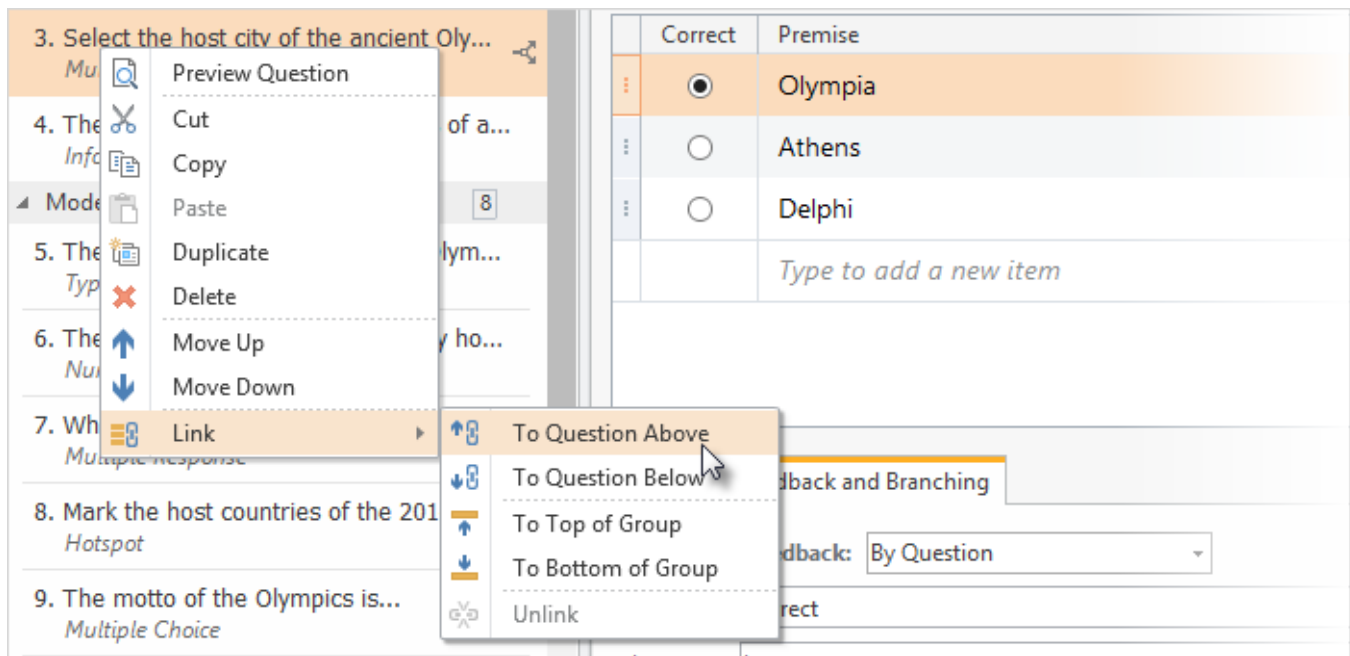 3. Select the host city of the ancient Oly...
Mu
4. The
of a...
Info
Mode
8
5. The
lym...
Typ
6. The
y ho...
Nu
7. Wh
Multiple Response
8. Mark the host countries of the 201
Hotspot
9. The motto of the Olympics is...
Multiple Choice
Preview Question
Cut
Copy
Paste
Duplicate
Delete
Move Up
Move Down
Link
To Question Above
To Question Below
To Top of Group
To Bottom of Group
Unlink
Correct Premise
Olympia
Athens
Delphi
Type to add a new item
dback and Branching
dback: By Question
rect